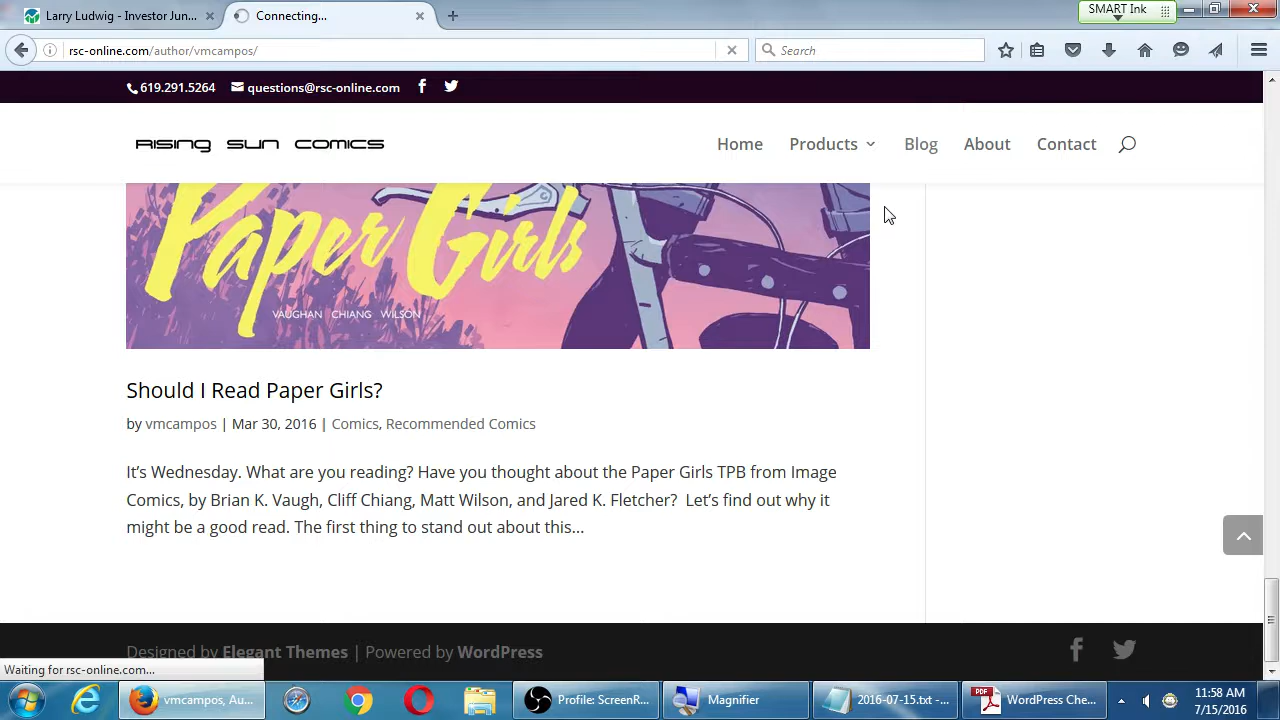 Larry Ludwig - Investor Jun...
Connecting...
SMART Ink
rsc-online.com/author/vmcampos/
Search
619.291.5264
questions@rsc-online.com
Rising Sun Comics
Home
Products
Blog
About
Contact
Paper Girls
VAUGHAN CHIANG WILSON
Should I Read Paper Girls?
by vmcampos | Mar 30, 2016 | Comics, Recommended Comics
It's Wednesday. What are you reading? Have you thought about the Paper Girls TPB from Image
Comics, by Brian K. Vaugh, Cliff Chiang, Matt Wilson, and Jared K. Fletcher? Let's find out why it
might be a good read. The first thing to stand out about this...
Designed by Elegant Themes | Powered by WordPress
Waiting for rsc-online.com...
vmcampos, Au...
Profile: ScreenR...
Magnifier
2016-07-15.txt -...
PDF
WordPress Che...
11:58 AM
7/15/2016